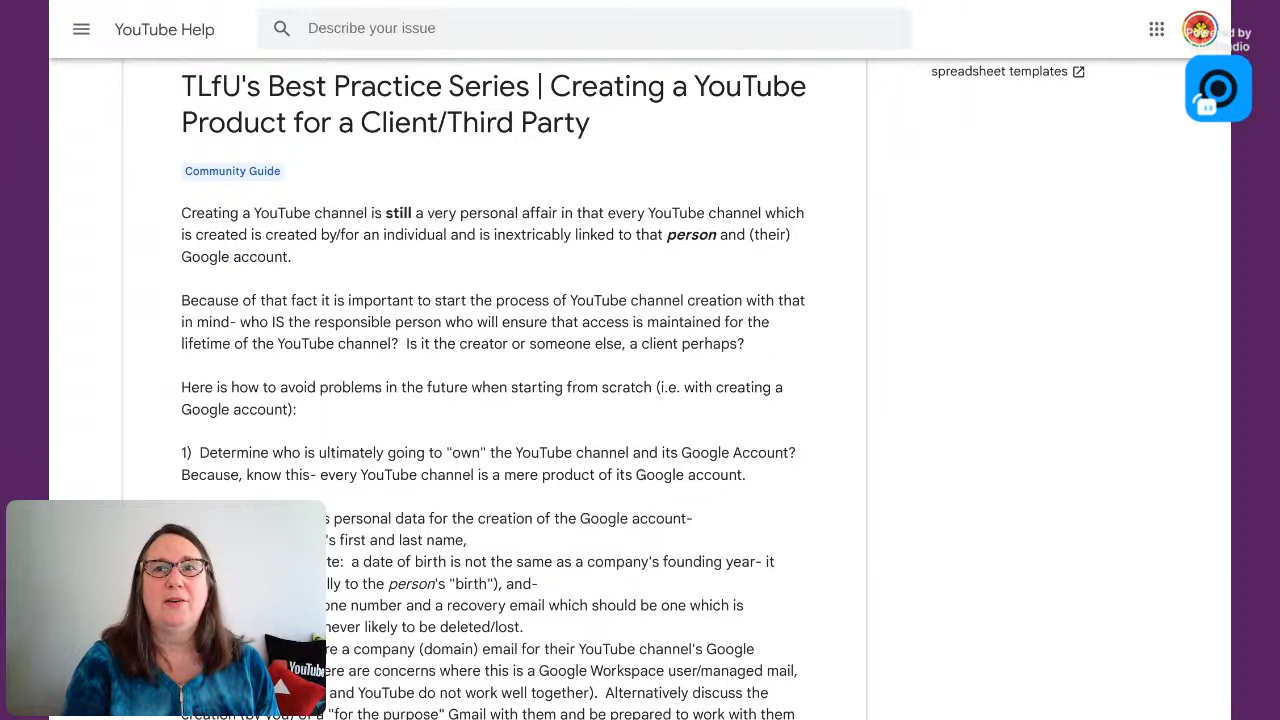 YouTube Help
Describe your issue
Powered by
spreadsheet templates
TLfU's Best Practice Series | Creating a YouTube
Product for a Client/Third Party
Community Guide
Creating a YouTube channel is still a very personal affair in that every YouTube channel which
is created is created by/for an individual and is inextricably linked to that person and (their)
Google account.
Because of that fact it is important to start the process of YouTube channel creation with that
in mind- who IS the responsible person who will ensure that access is maintained for the
lifetime of the YouTube channel?  Is it the creator or someone else, a client perhaps?
Here is how to avoid problems in the future when starting from scratch (i.e. with creating a
Google account):
1)  Determine who is ultimately going to "own" the YouTube channel and its Google Account?
Because, know this- every YouTube channel is a mere product of its Google account.
s personal data for the creation of the Google account-
's first and last name,
te:  a date of birth is not the same as a company's founding year- it
lly to the person's "birth"), and-
one number and a recovery email which should be one which is
never likely to be deleted/lost.
re a company (domain) email for their YouTube channel's Google
ere are concerns where this is a Google Workspace user/managed mail,
and YouTube do not work well together).  Alternatively discuss the
creation (by you) of a "for the purpose" Gmail with them and be prepared to work with them
YouTube